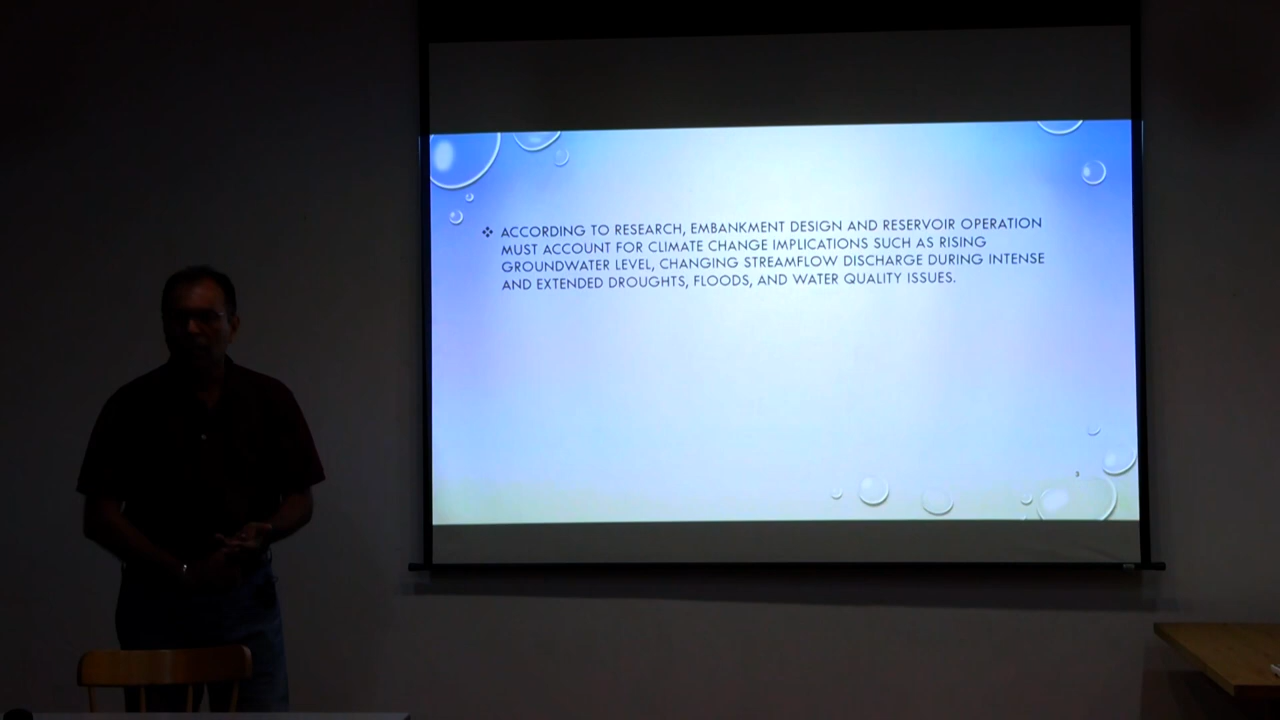 ❖ ACCORDING TO RESEARCH, EMBANKMENT DESIGN AND RESERVOIR OPERATION
MUST ACCOUNT FOR CLIMATE CHANGE IMPLICATIONS SUCH AS RISING
GROUNDWATER LEVEL, CHANGING STREAMFLOW DISCHARGE DURING INTENSE
AND EXTENDED DROUGHTS, FLOODS, AND WATER QUALITY ISSUES.
3